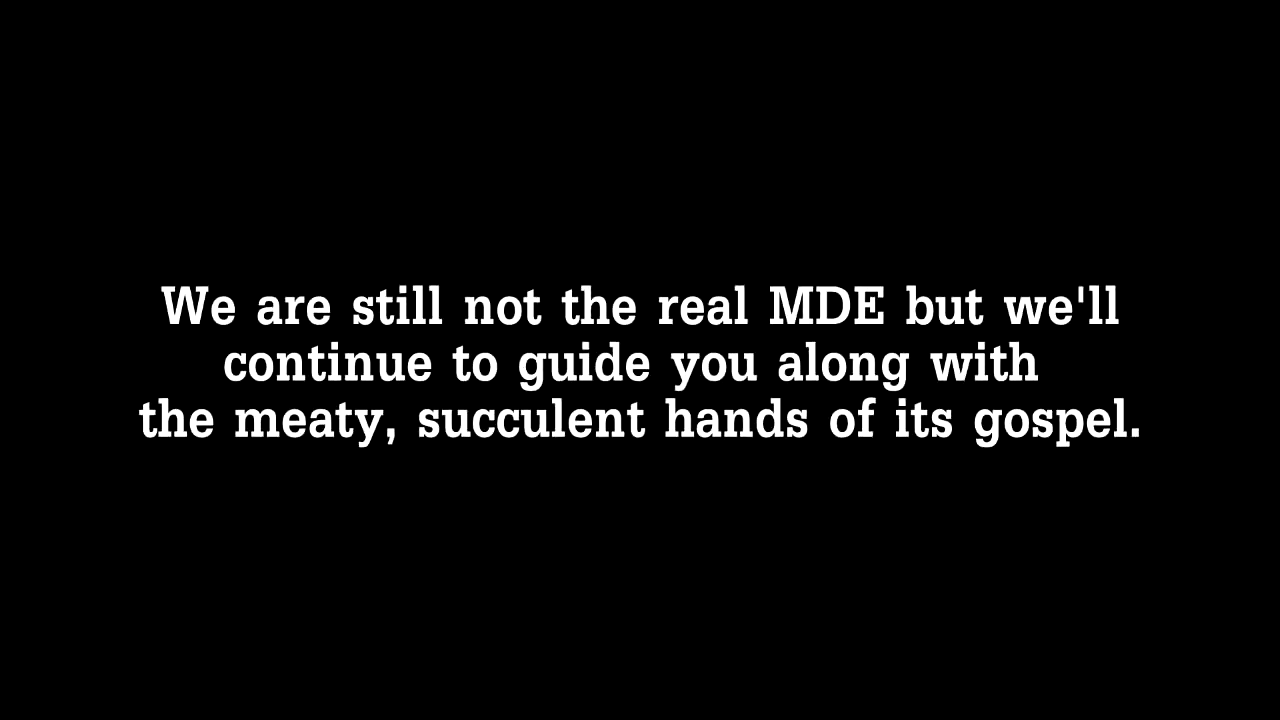 We are still not the real MDE but we'll
continue to guide you along with
the meaty, succulent hands of its gospel.